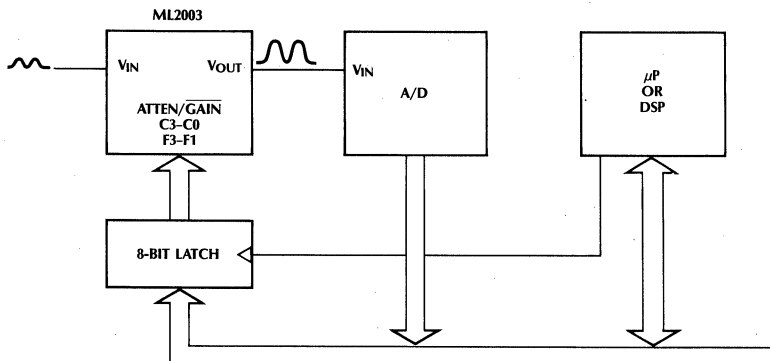 ML2003
VIN
VOUT
ATTEN/GAIN
C3–C0
F3–F1
VIN
A/D
µP
OR
DSP
8-BIT LATCH